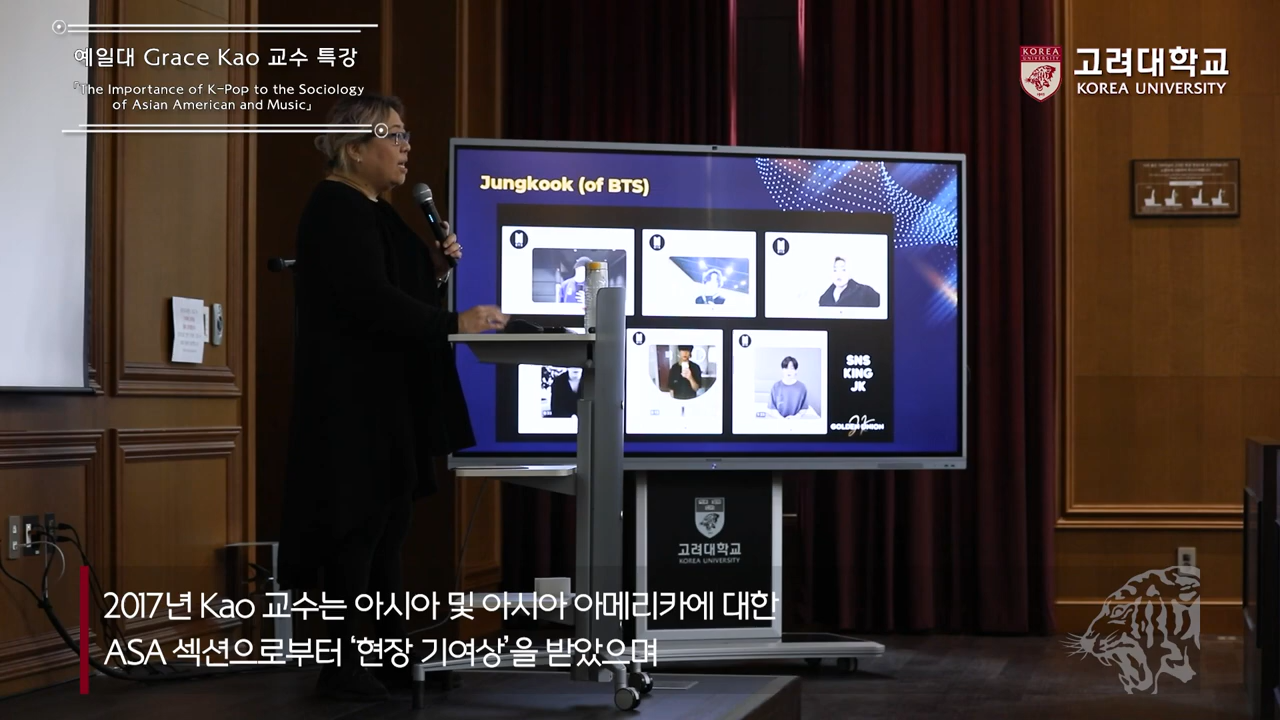 예일대 Grace Kao 교수 특강
「The Importance of K-Pop to the Sociology
of Asian American and Music」
KOREA
UNIVERSITY
고려대학교
KOREA UNIVERSITY
Jungkook (of BTS)
SNS
KING
JK
GOLDEN UNION
고려대학교
KOREA UNIVERSITY
2017년 Kao 교수는 아시아 및 아시아 아메리카에 대한
ASA 섹션으로부터 ‘현장 기여상’을 받았으며